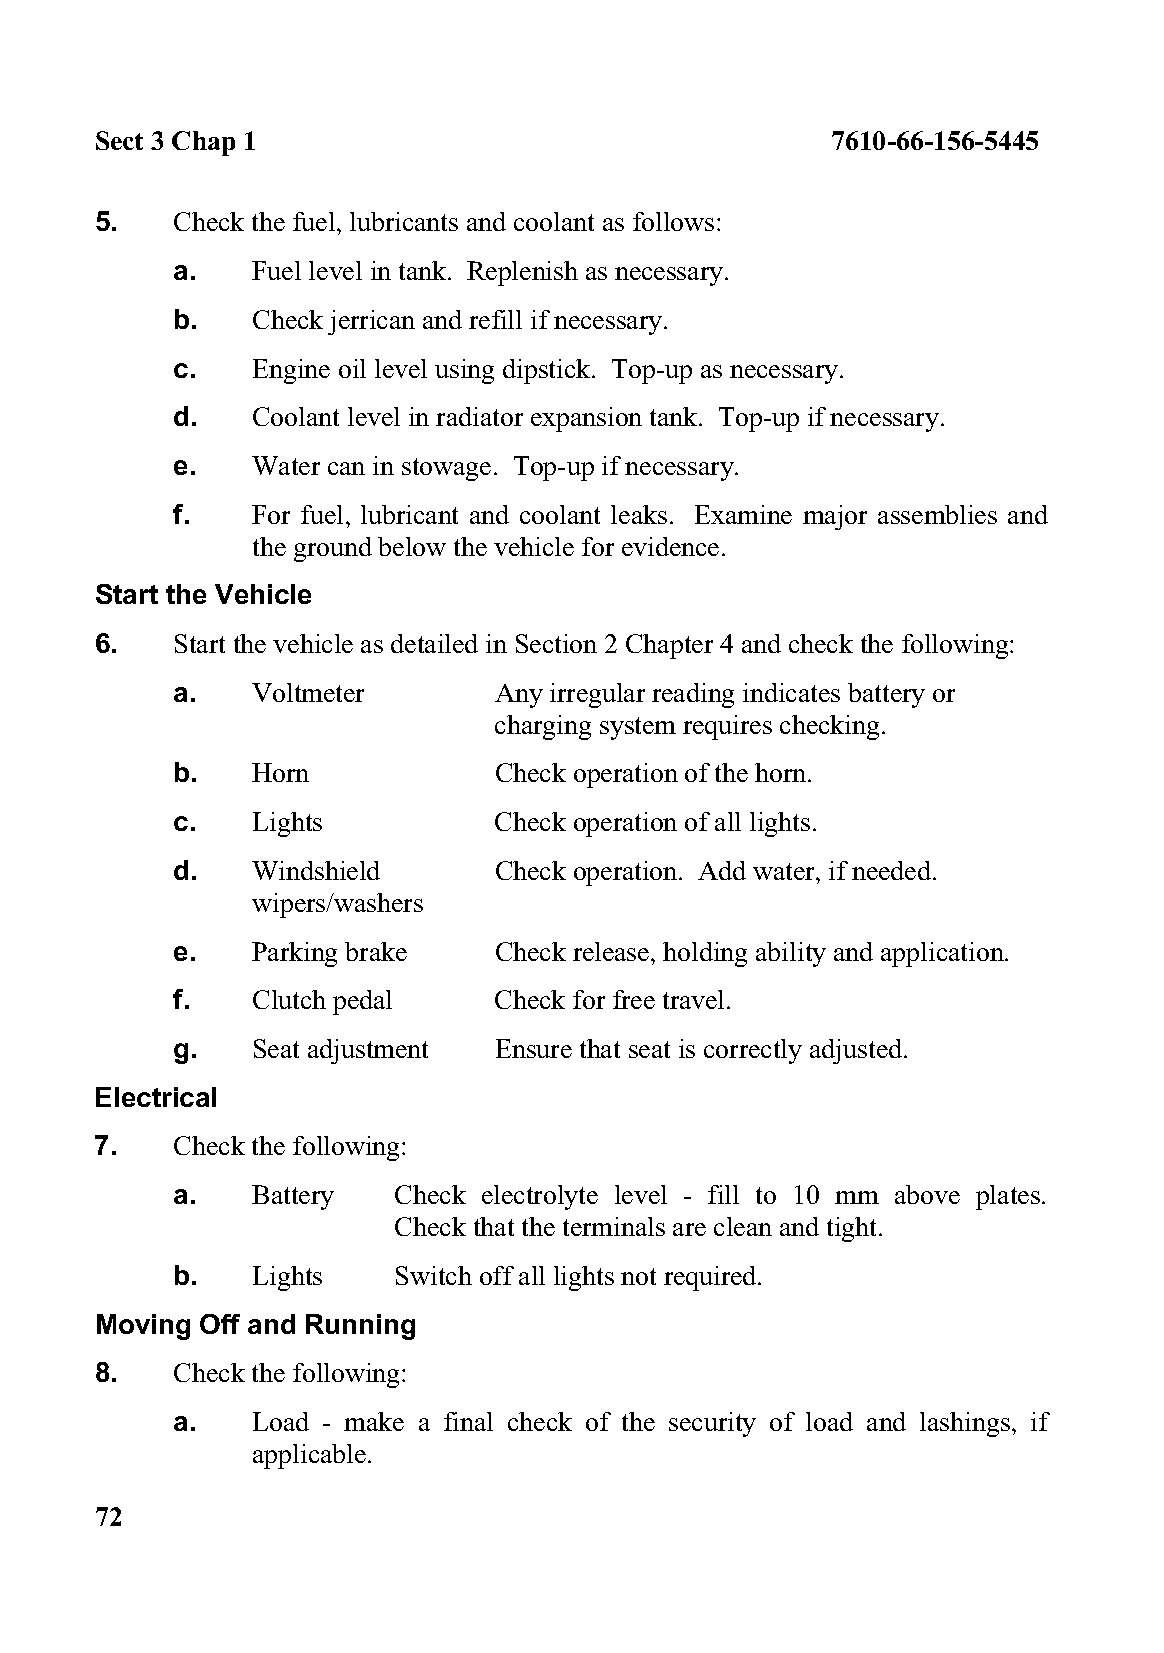 Sect 3 Chap 1 7610-66-156-5445
5. Check the fuel, lubricants and coolant as follows:
a. Fuel level in tank. Replenish as necessary.
b. Check jerrican and refill if necessary.
c. Engine oil level using dipstick. Top-up as necessary.
d. Coolant level in radiator expansion tank. Top-up if necessary.
e. Water can in stowage. Top-up if necessary.
f. For fuel, lubricant and coolant leaks. Examine major assemblies and
the ground below the vehicle for evidence.
Start the Vehicle
6. Start the vehicle as detailed in Section 2 Chapter 4 and check the following:
a. Voltmeter Any irregular reading indicates battery or
charging system requires checking.
b. Horn Check operation of the horn.
c. Lights Check operation of all lights.
d. Windshield Check operation. Add water, if needed.
wipers/washers
e. Parking brake Check release, holding ability and application.
f. Clutch pedal Check for free travel.
g. Seat adjustment Ensure that seat is correctly adjusted.
Electrical
7. Check the following:
a. Battery Check electrolyte level - fill to 10 mm above plates.
Check that the terminals are clean and tight.
b. Lights Switch off all lights not required.
Moving Off and Running
8. Check the following:
a. Load - make a final check of the security of load and lashings, if
applicable.
72